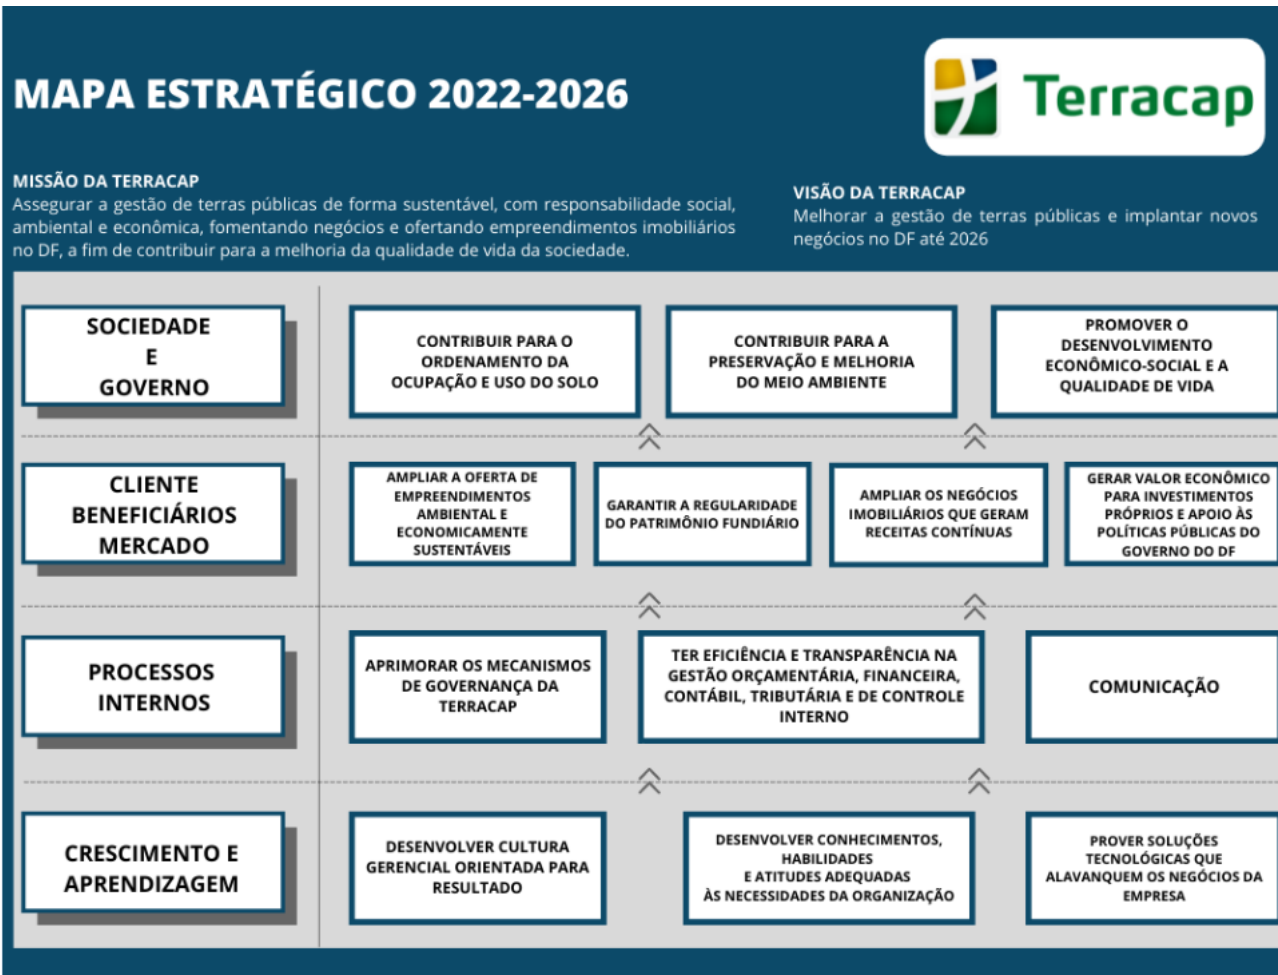 MAPA ESTRATÉGICO 2022-2026
Terracap
MISSÃO DA TERRACAP
Assegurar a gestão de terras públicas de forma sustentável, com responsabilidade social,
ambiental e econômica, fomentando negócios e ofertando empreendimentos imobiliários
no DF, a fim de contribuir para a melhoria da qualidade de vida da sociedade.
VISÃO DA TERRACAP
Melhorar a gestão de terras públicas e implantar novos
negócios no DF até 2026
SOCIEDADE
E
GOVERNO
CONTRIBUIR PARA O
ORDENAMENTO DA
OCUPAÇÃO E USO DO SOLO
CONTRIBUIR PARA A
PRESERVAÇÃO E MELHORIA
DO MEIO AMBIENTE
PROMOVER O
DESENVOLVIMENTO
ECONÔMICO-SOCIAL E A
QUALIDADE DE VIDA
CLIENTE
BENEFICIÁRIOS
MERCADO
AMPLIAR A OFERTA DE
EMPREENDIMENTOS
AMBIENTAL E
ECONOMICAMENTE
SUSTENTÁVEIS
GARANTIR A REGULARIDADE
DO PATRIMÔNIO FUNDIÁRIO
AMPLIAR OS NEGÓCIOS
IMOBILIÁRIOS QUE GERAM
RECEITAS CONTÍNUAS
GERAR VALOR ECONÔMICO
PARA INVESTIMENTOS
PRÓPRIOS E APOIO ÀS
POLÍTICAS PÚBLICAS DO
GOVERNO DO DF
PROCESSOS
INTERNOS
APRIMORAR OS MECANISMOS
DE GOVERNANÇA DA
TERRACAP
TER EFICIÊNCIA E TRANSPARÊNCIA NA
GESTÃO ORÇAMENTÁRIA, FINANCEIRA,
CONTÁBIL, TRIBUTÁRIA E DE CONTROLE
INTERNO
COMUNICAÇÃO
CRESCIMENTO E
APRENDIZAGEM
DESENVOLVER CULTURA
GERENCIAL ORIENTADA PARA
RESULTADO
DESENVOLVER CONHECIMENTOS,
HABILIDADES
E ATITUDES ADEQUADAS
ÀS NECESSIDADES DA ORGANIZAÇÃO
PROVER SOLUÇÕES
TECNOLÓGICAS QUE
ALAVANQUEM OS NEGÓCIOS DA
EMPRESA